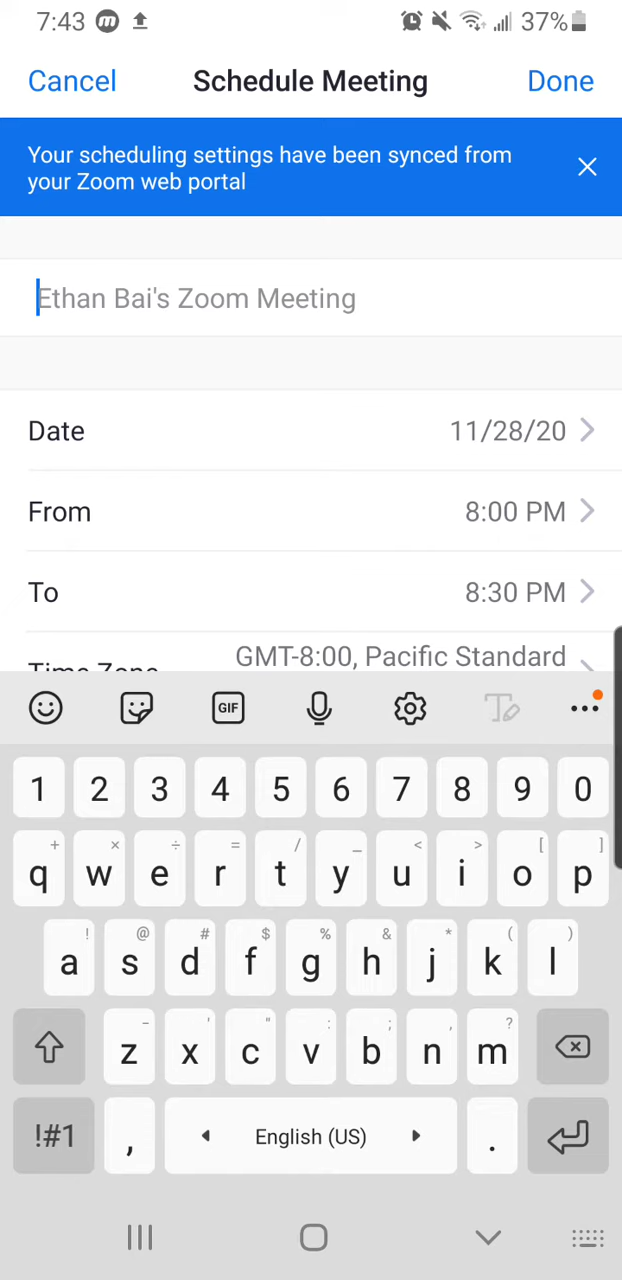 7:43 m 37%
Cancel Schedule Meeting Done
Your scheduling settings have been synced from
your Zoom web portal
Ethan Bai's Zoom Meeting
Date 11/28/20
From 8:00 PM
To 8:30 PM
Time Zone GMT-8:00, Pacific Standard
GIF T
1 2 3 4 5 6 7 8 9 0
+ × ÷ = / _ < > [ ]
q w e r t y u i o p
! @ # $ % & * ( )
a s d f g h j k l
- ' " : ; , ?
z x c v b n m
!#1 , English (US) .